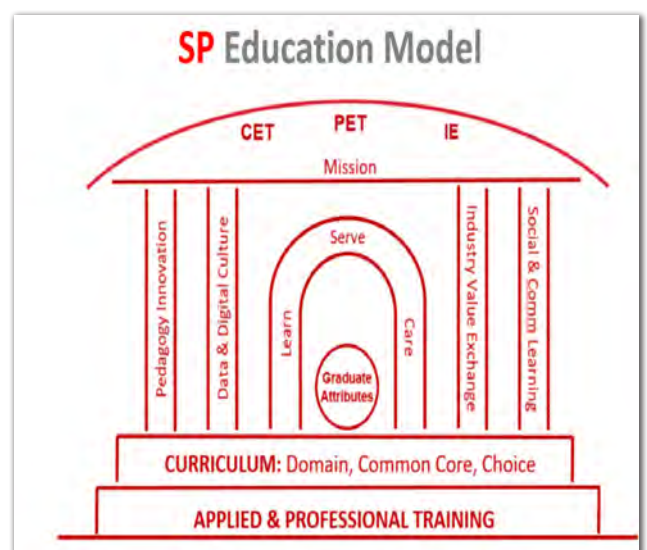 SP Education Model
CET PET IE
Mission
Pedagogy Innovation
Data & Digital Culture
Learn
Serve
Care
Graduate
Attributes
Industry Value Exchange
Social & Comm Learning
CURRICULUM: Domain, Common Core, Choice
APPLIED & PROFESSIONAL TRAINING